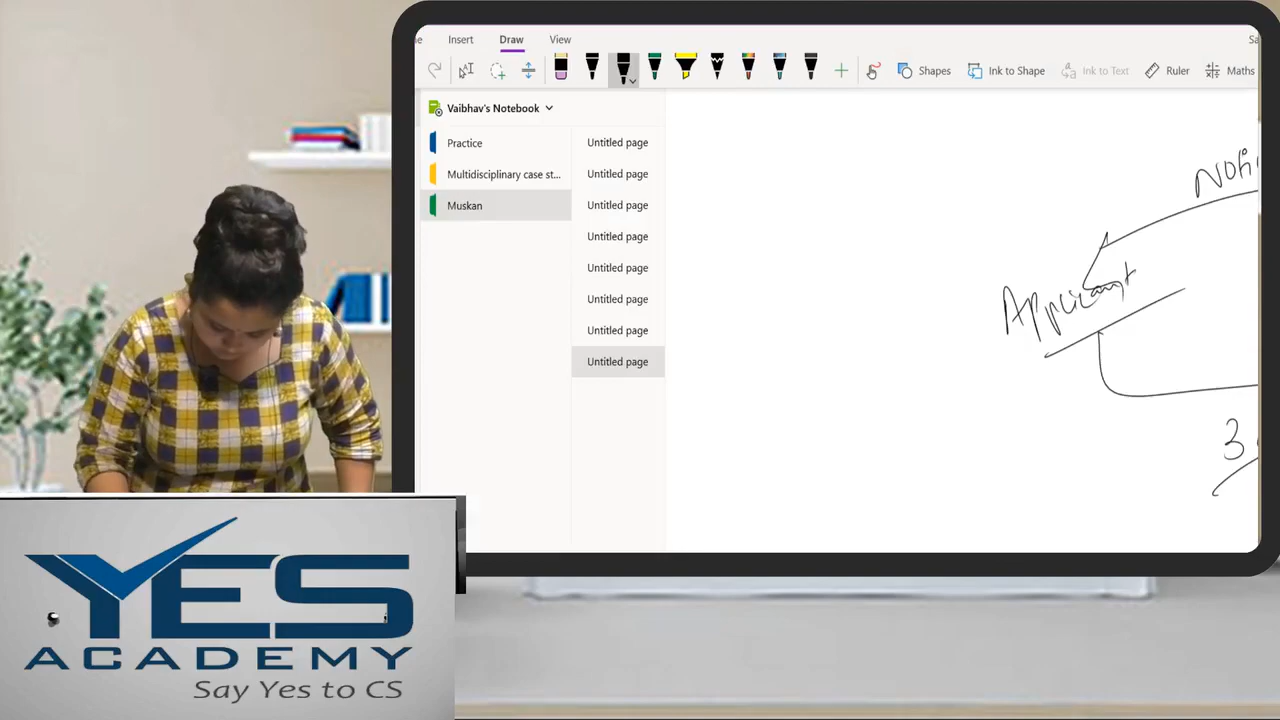 Insert Draw View
Shapes Ink to Shape Ink to Text Ruler Maths
Vaibhav's Notebook
Practice
Multidisciplinary case st...
Muskan
Untitled page
Untitled page
Untitled page
Untitled page
Untitled page
Untitled page
Untitled page
Untitled page
Applicant
3
YES
ACADEMY
Say Yes to CS